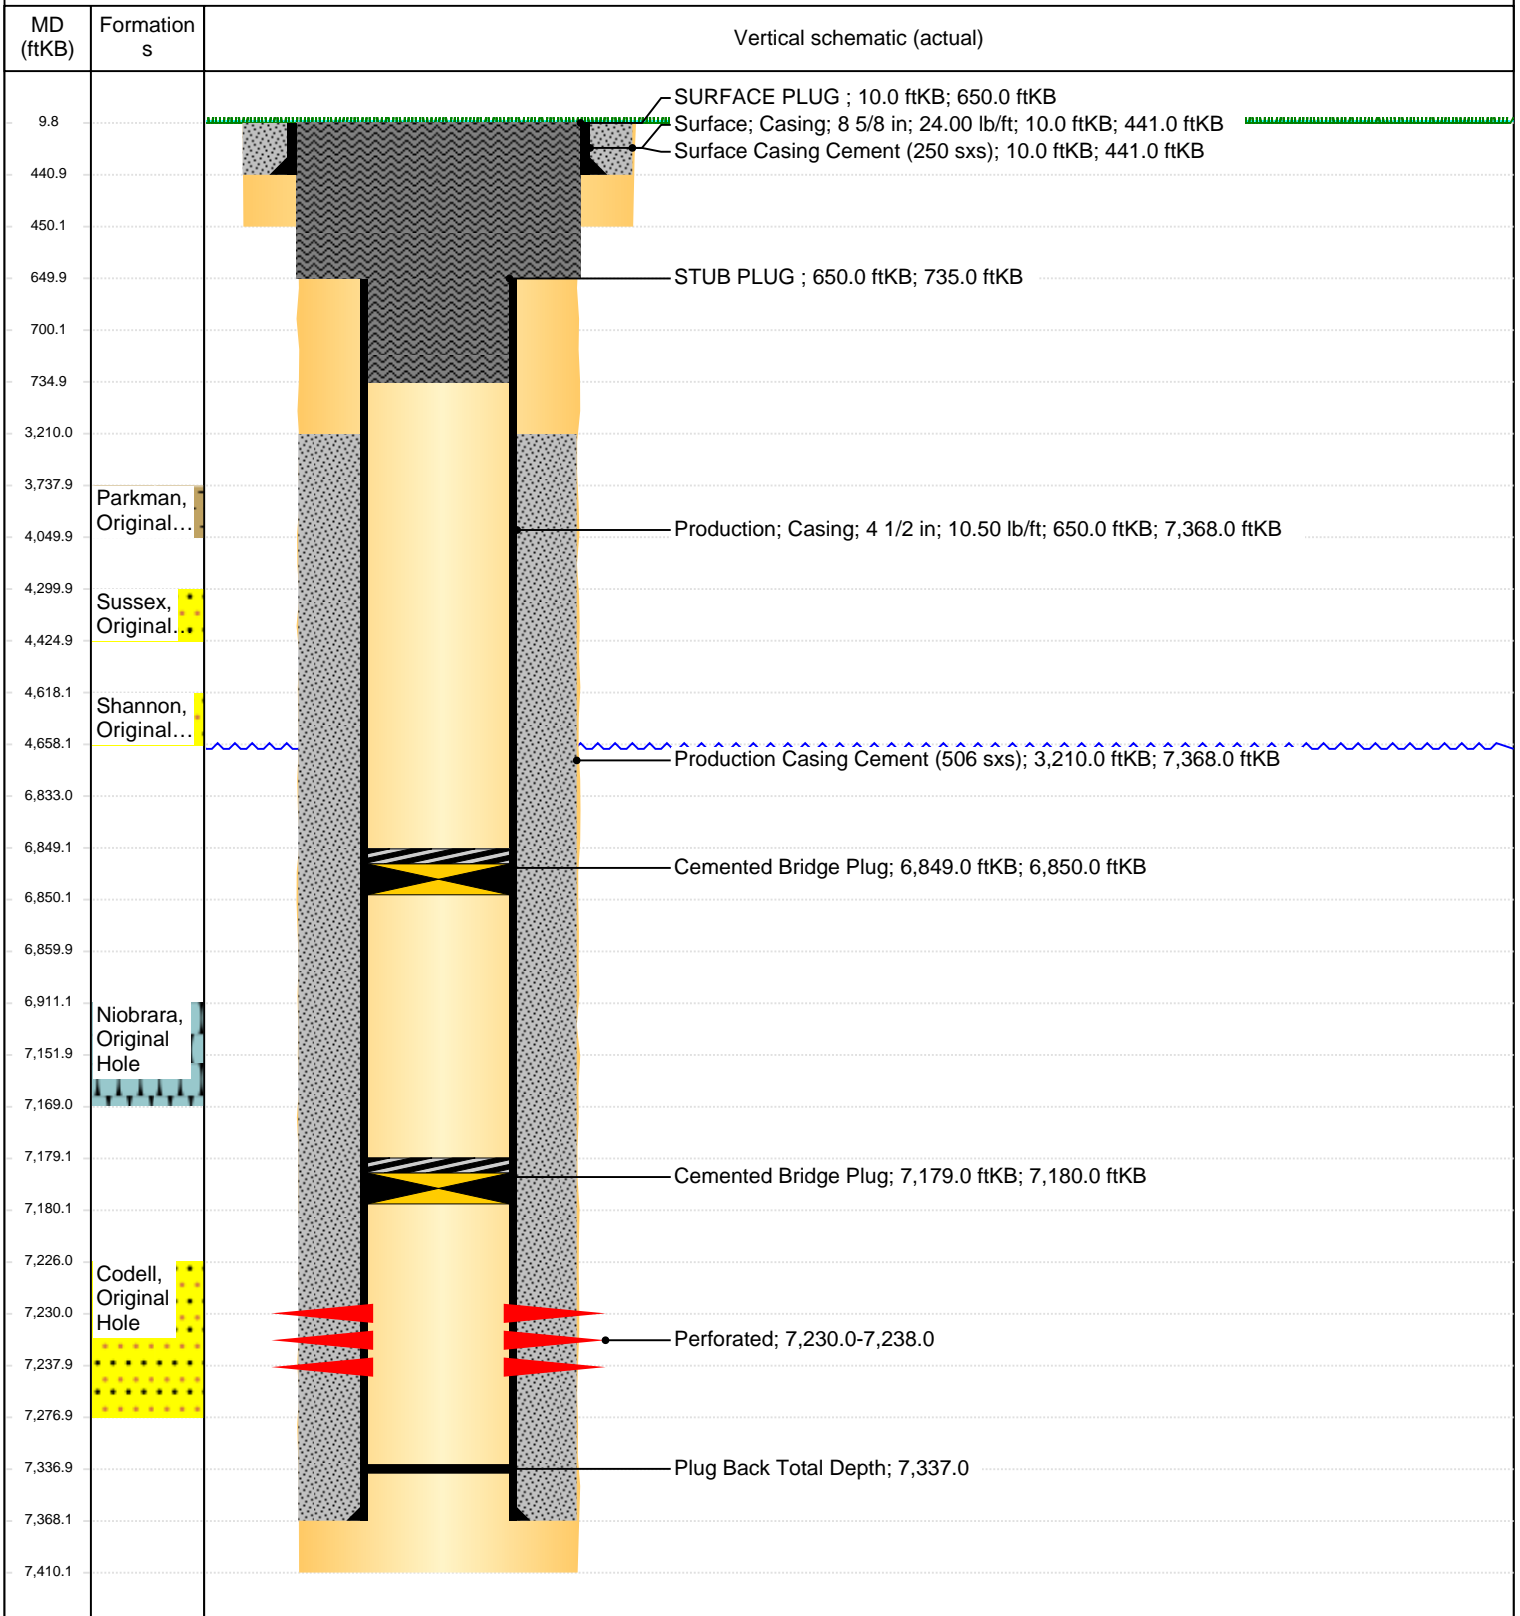 MD
(ftKB)
Formation
s
Vertical schematic (actual)
SURFACE PLUG ; 10.0 ftKB; 650.0 ftKB
9.8
Surface; Casing; 8 5/8 in; 24.00 lb/ft; 10.0 ftKB; 441.0 ftKB
Surface Casing Cement (250 sxs); 10.0 ftKB; 441.0 ftKB
440.9
450.1
649.9
STUB PLUG ; 650.0 ftKB; 735.0 ftKB
700.1
734.9
3,210.0
3,737.9
Parkman,
Original...
Production; Casing; 4 1/2 in; 10.50 lb/ft; 650.0 ftKB; 7,368.0 ftKB
4,049.9
4,299.9
Sussex,
Original...
4,424.9
4,618.1
Shannon,
Original...
4,658.1
Production Casing Cement (506 sxs); 3,210.0 ftKB; 7,368.0 ftKB
6,833.0
6,849.1
Cemented Bridge Plug; 6,849.0 ftKB; 6,850.0 ftKB
6,850.1
6,859.9
6,911.1
Niobrara,
Original
Hole
7,151.9
7,169.0
7,179.1
Cemented Bridge Plug; 7,179.0 ftKB; 7,180.0 ftKB
7,180.1
7,226.0
Codell,
Original
Hole
7,230.0
Perforated; 7,230.0-7,238.0
7,237.9
7,276.9
7,336.9
Plug Back Total Depth; 7,337.0
7,368.1
7,410.1